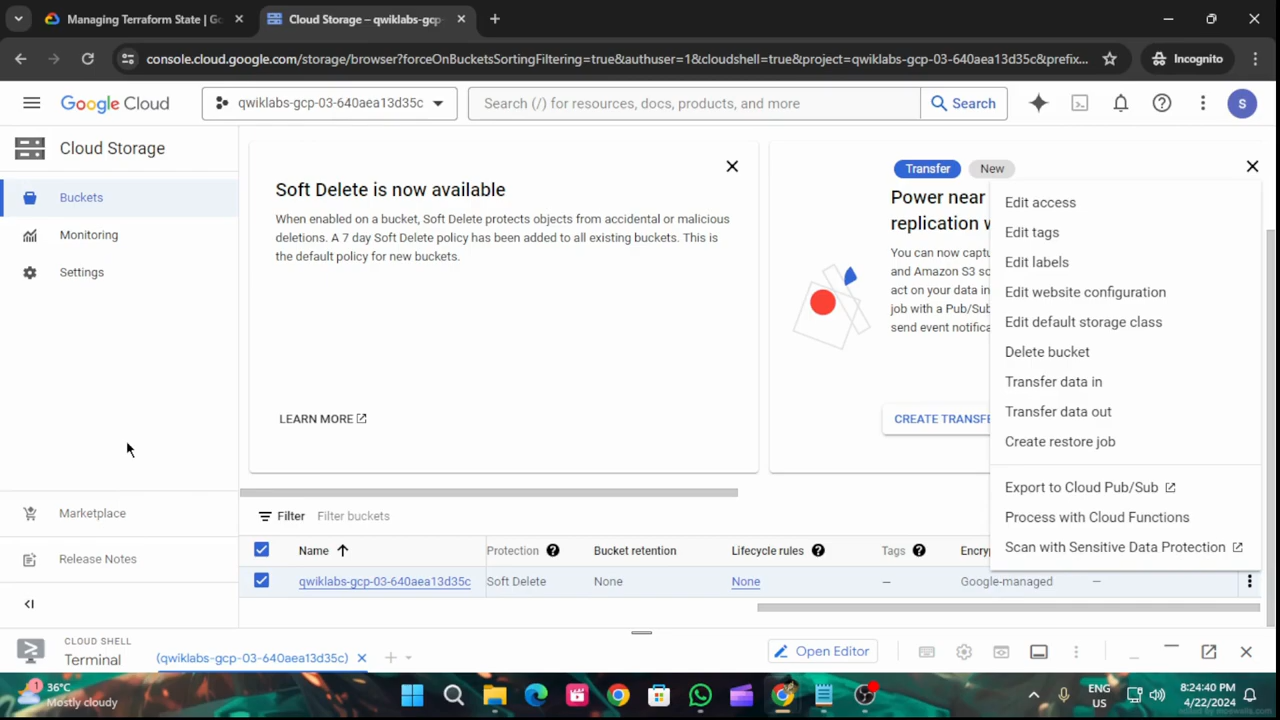 Managing Terraform State | Go
Cloud Storage – qwiklabs-gcp-
console.cloud.google.com/storage/browser?forceOnBucketsSortingFiltering=true&authuser=1&cloudshell=true&project=qwiklabs-gcp-03-640aea13d35c&prefix...
Incognito
Google Cloud
qwiklabs-gcp-03-640aea13d35c
Search (/) for resources, docs, products, and more
Search
S
Cloud Storage
Buckets
Monitoring
Settings
Marketplace
Release Notes
Soft Delete is now available
When enabled on a bucket, Soft Delete protects objects from accidental or malicious
deletions. A 7 day Soft Delete policy has been added to all existing buckets. This is
the default policy for new buckets.
LEARN MORE
Transfer
New
Power near
replication w
You can now captu
and Amazon S3 so
act on your data in
job with a Pub/Sub
send event notifica
CREATE TRANSFE
Edit access
Edit tags
Edit labels
Edit website configuration
Edit default storage class
Delete bucket
Transfer data in
Transfer data out
Create restore job
Export to Cloud Pub/Sub
Process with Cloud Functions
Scan with Sensitive Data Protection
Filter Filter buckets
Name Protection Bucket retention Lifecycle rules Tags Encryp
qwiklabs-gcp-03-640aea13d35c Soft Delete None None – Google-managed –
CLOUD SHELL
Terminal
(qwiklabs-gcp-03-640aea13d35c)
Open Editor
1
36°C
Mostly cloudy
ENG
US
8:24:40 PM
4/22/2024